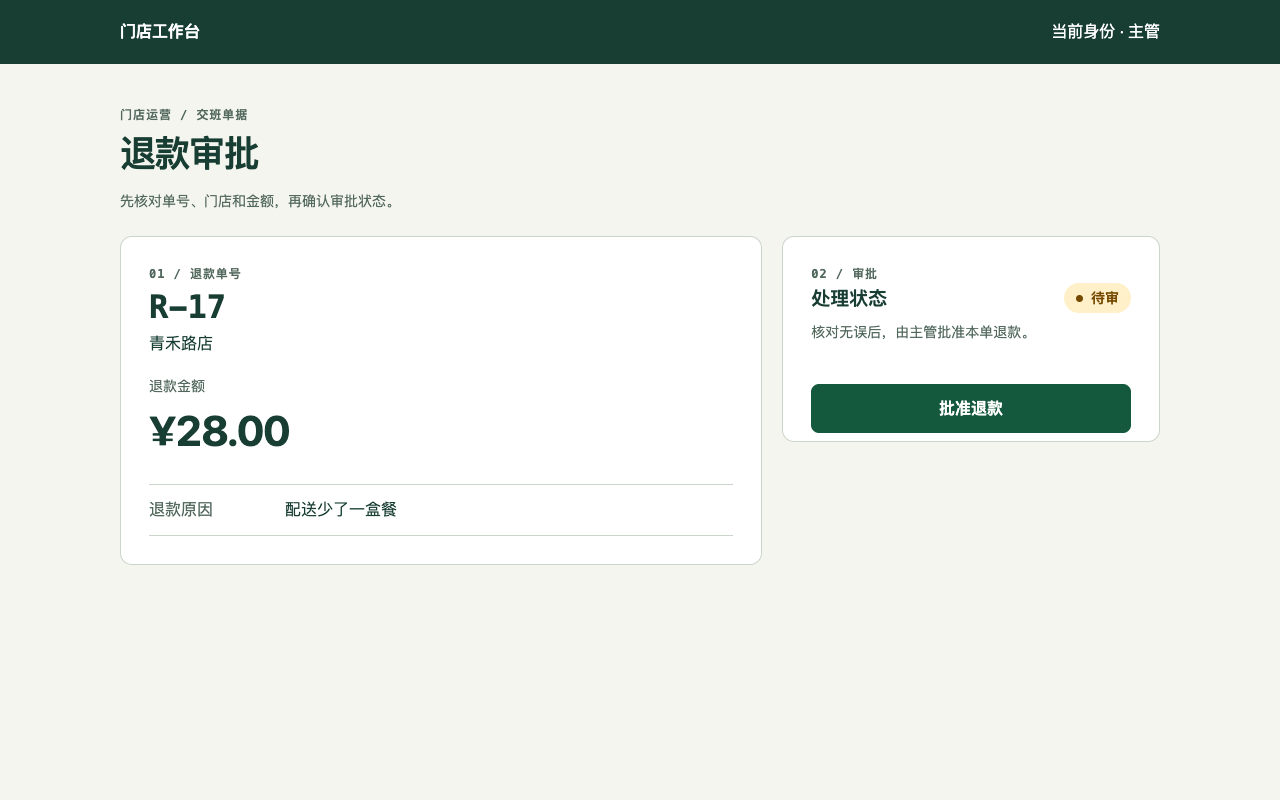 门店工作台
当前身份 · 主管
门店运营 / 交班单据
退款审批
先核对单号、门店和金额，再确认审批状态。
01 / 退款单号
R–17
青禾路店
退款金额
¥28.00
退款原因 配送少了一盒餐
02 / 审批
处理状态
待审
核对无误后，由主管批准本单退款。
批准退款